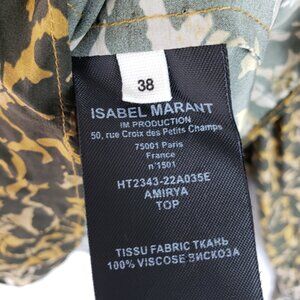 38
ISABEL MARANT
IM PRODUCTION
50, rue Croix des Petits Champs
75001 Paris
France
n°1501
HT2343-22A035E
AMIRYA
TOP
TISSU FABRIC ТКАНЬ
100% VISCOSE ВИСКОЗА